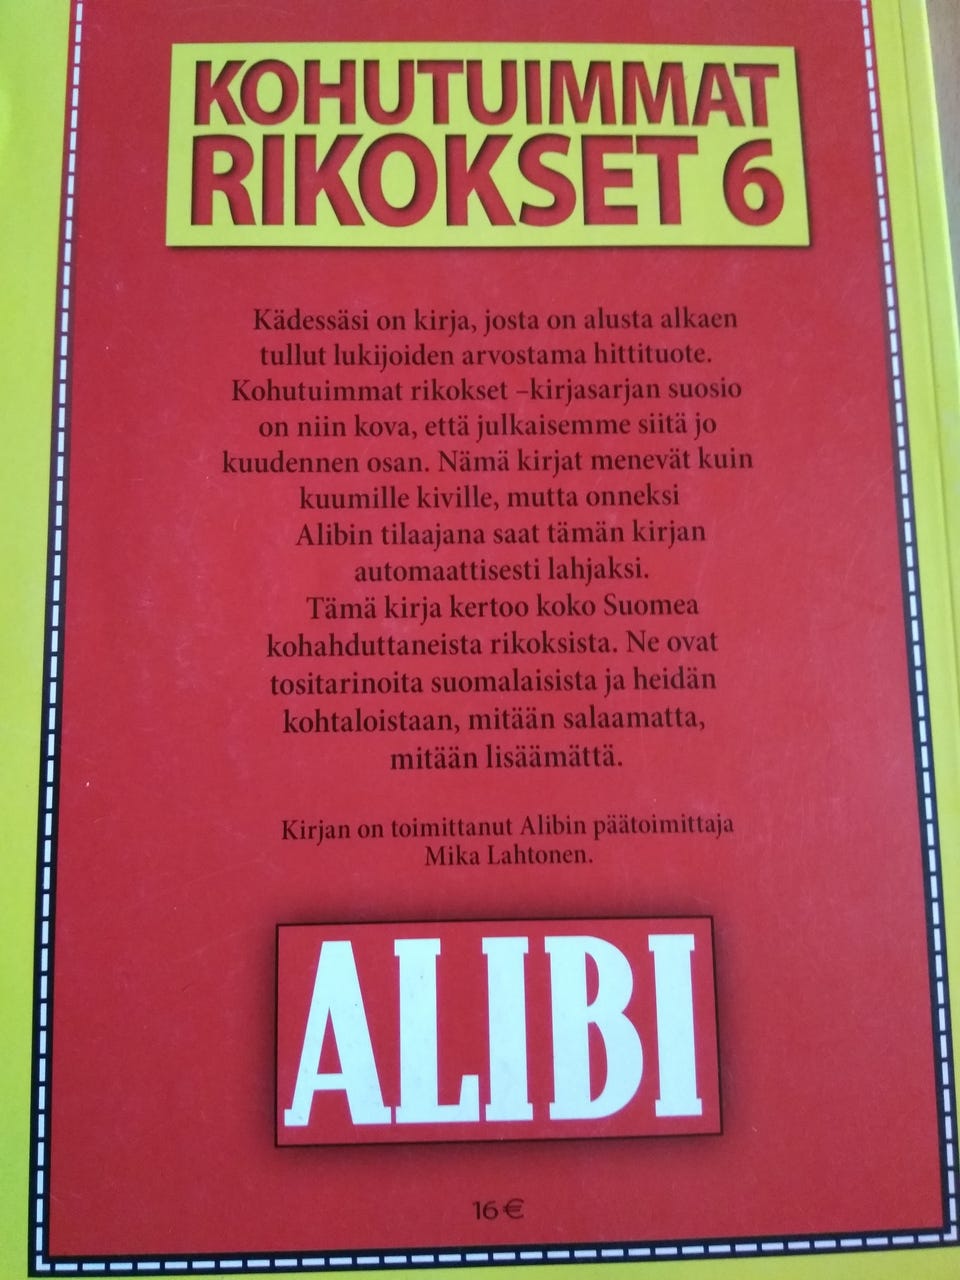 KOHUTUIMMAT
RIKOKSET 6
Kädessäsi on kirja, josta on alusta alkaen
tullut lukijoiden arvostama hittituote.
Kohutuimmat rikokset –kirjasarjan suosio
on niin kova, että julkaisemme siitä jo
kuudennen osan. Nämä kirjat menevät kuin
kuumille kiville, mutta onneksi
Alibin tilaajana saat tämän kirjan
automaattisesti lahjaksi.
Tämä kirja kertoo koko Suomea
kohahduttaneista rikoksista. Ne ovat
tositarinoita suomalaisista ja heidän
kohtaloistaan, mitään salaamatta,
mitään lisäämättä.
Kirjan on toimittanut Alibin päätoimittaja
Mika Lahtonen.
ALIBI
16 €